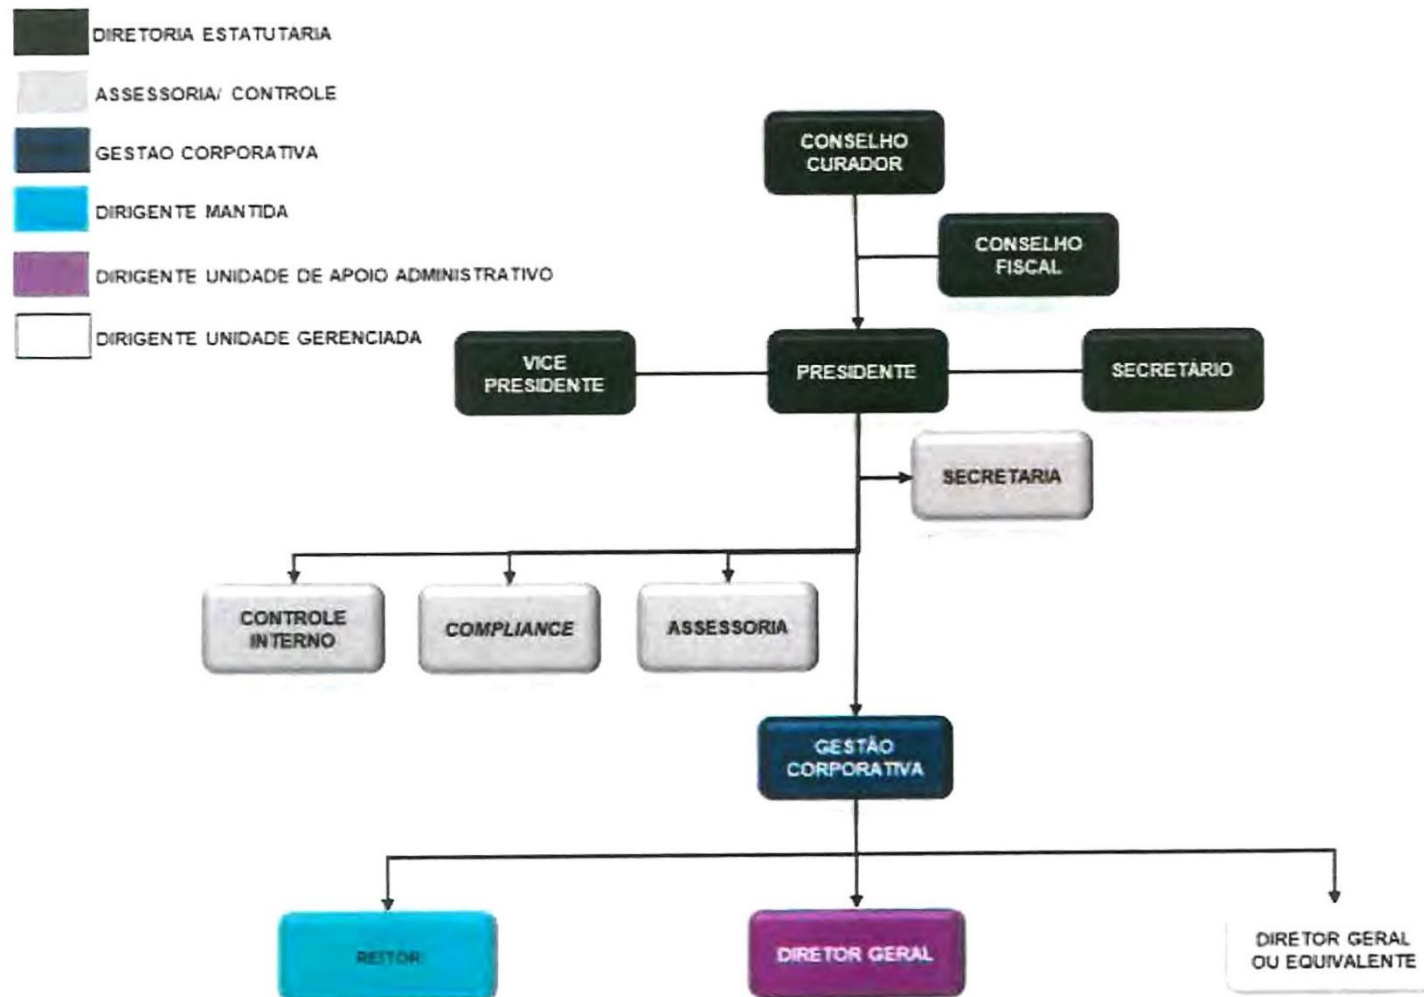 DIRETORIA ESTATUTARIA
ASSESSORIA/ CONTROLE
GESTAO CORPORATIVA
DIRIGENTE MANTIDA
DIRIGENTE UNIDADE DE APOIO ADMINISTRATIVO
DIRIGENTE UNIDADE GERENCIADA
CONSELHO
CURADOR
CONSELHO
FISCAL
VICE
PRESIDENTE
PRESIDENTE
SECRETÁRIO
SECRETARIA
CONTROLE
INTERNO
COMPLIANCE
ASSESSORIA
GESTÃO
CORPORATIVA
REITOR
DIRETOR GERAL
DIRETOR GERAL
OU EQUIVALENTE